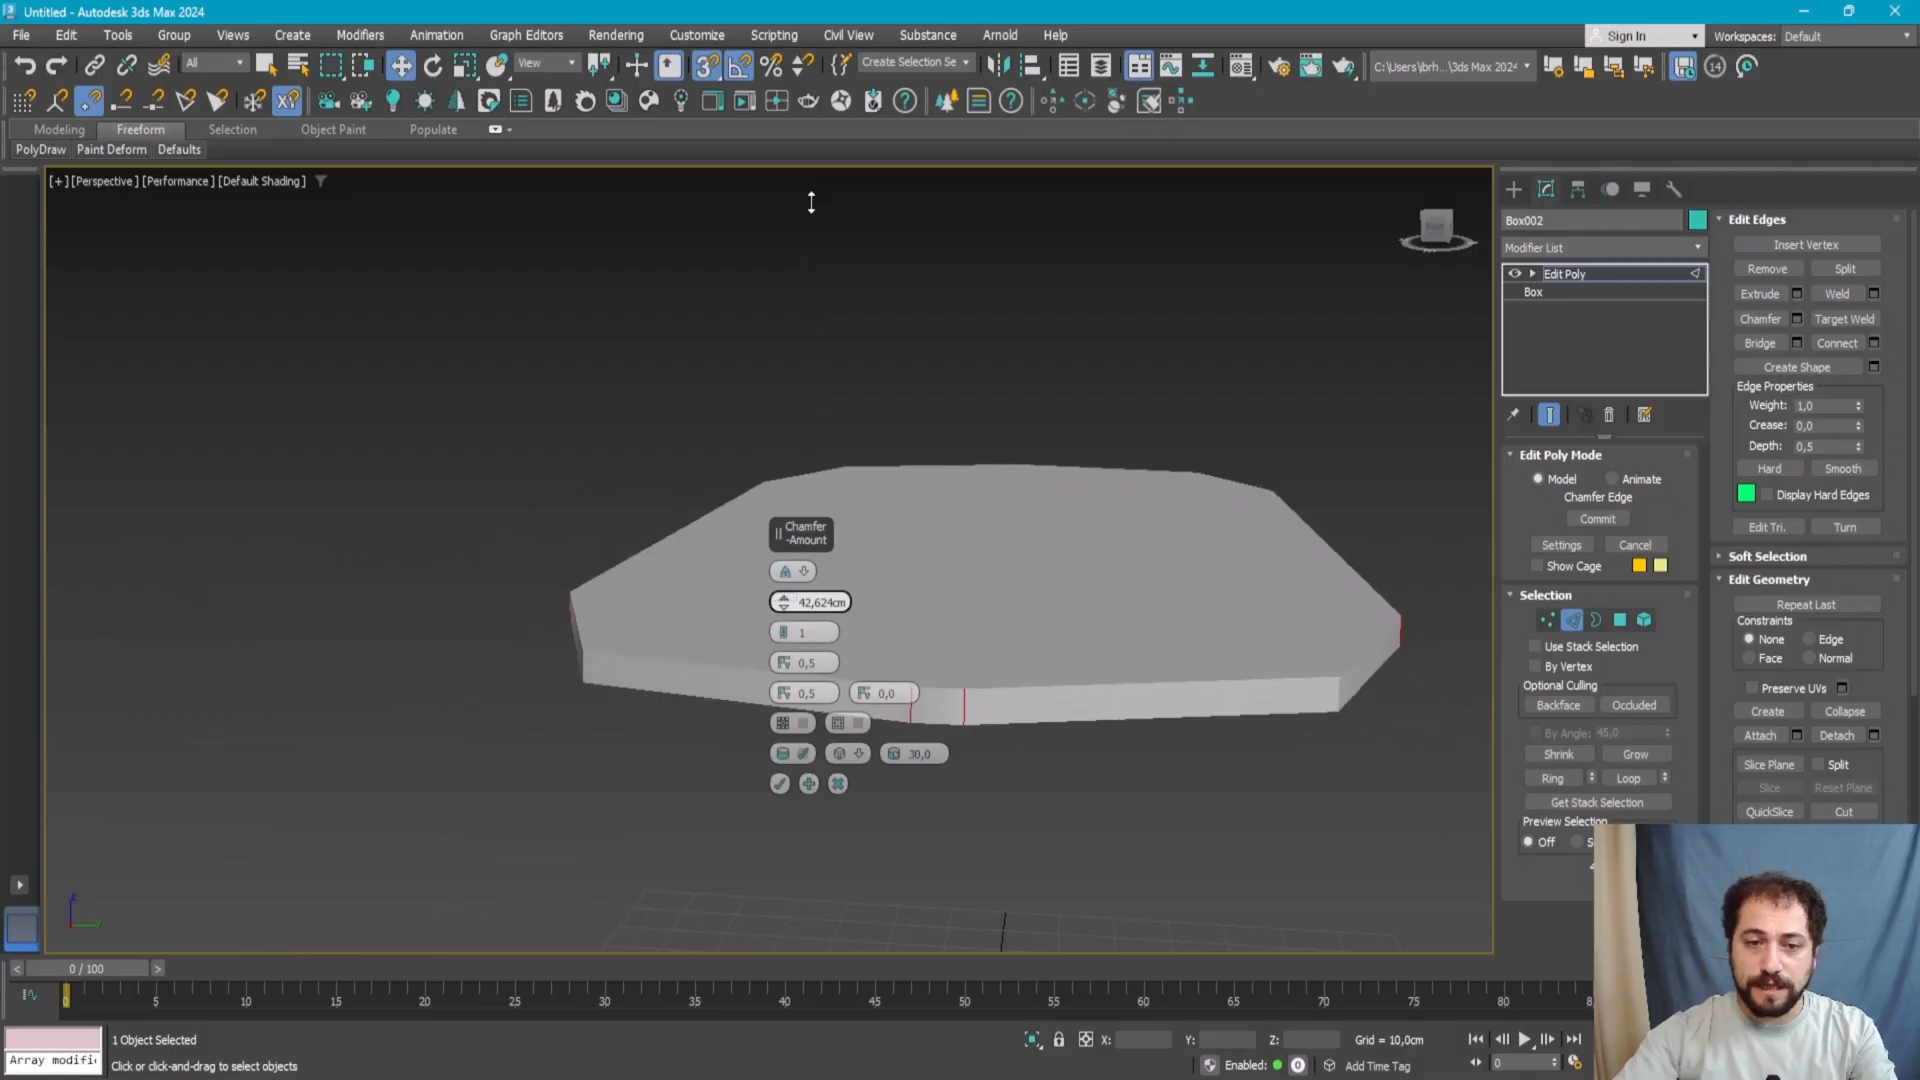 Untitled - Autodesk 3ds Max 2024
File Edit Tools Group Views Create Modifiers Animation Graph Editors Rendering Customize Scripting Civil View Substance Arnold Help
Sign In Workspaces: Default
All View Create Selection Se C:\Users\brh...\3ds Max 2024 14
Modeling Freeform Selection Object Paint Populate
PolyDraw Paint Deform Defaults
[+] [Perspective ] [Performance ] [Default Shading ]
Box002
Modifier List
Edit Poly
Box
Edit Poly Mode
Model Animate
Chamfer Edge
Commit
Settings Cancel
Show Cage
Selection
Use Stack Selection
By Vertex
Optional Culling
Backface Occluded
By Angle: 45,0
Shrink Grow
Ring Loop
Get Stack Selection
Preview Selection
Off S
Edit Edges
Insert Vertex
Remove Split
Extrude Weld
Chamfer Target Weld
Bridge Connect
Create Shape
Edge Properties
Weight: 1,0
Crease: 0,0
Depth: 0,5
Hard Smooth
Display Hard Edges
Edit Tri. Turn
Soft Selection
Edit Geometry
Repeat Last
Constraints
None Edge
Face Normal
Preserve UVs
Create Collapse
Attach Detach
Slice Plane Split
Slice Reset Plane
QuickSlice Cut
Chamfer
-Amount
42,624cm
1
0,5
0,5 0,0
30,0
z
0 / 100
0 5 10 15 20 25 30 35 40 45 50 55 60 65 70 75 80
Array modifi
1 Object Selected
Click or click-and-drag to select objects
X: Y: Z: Grid = 10,0cm
Enabled: 0 Add Time Tag
0